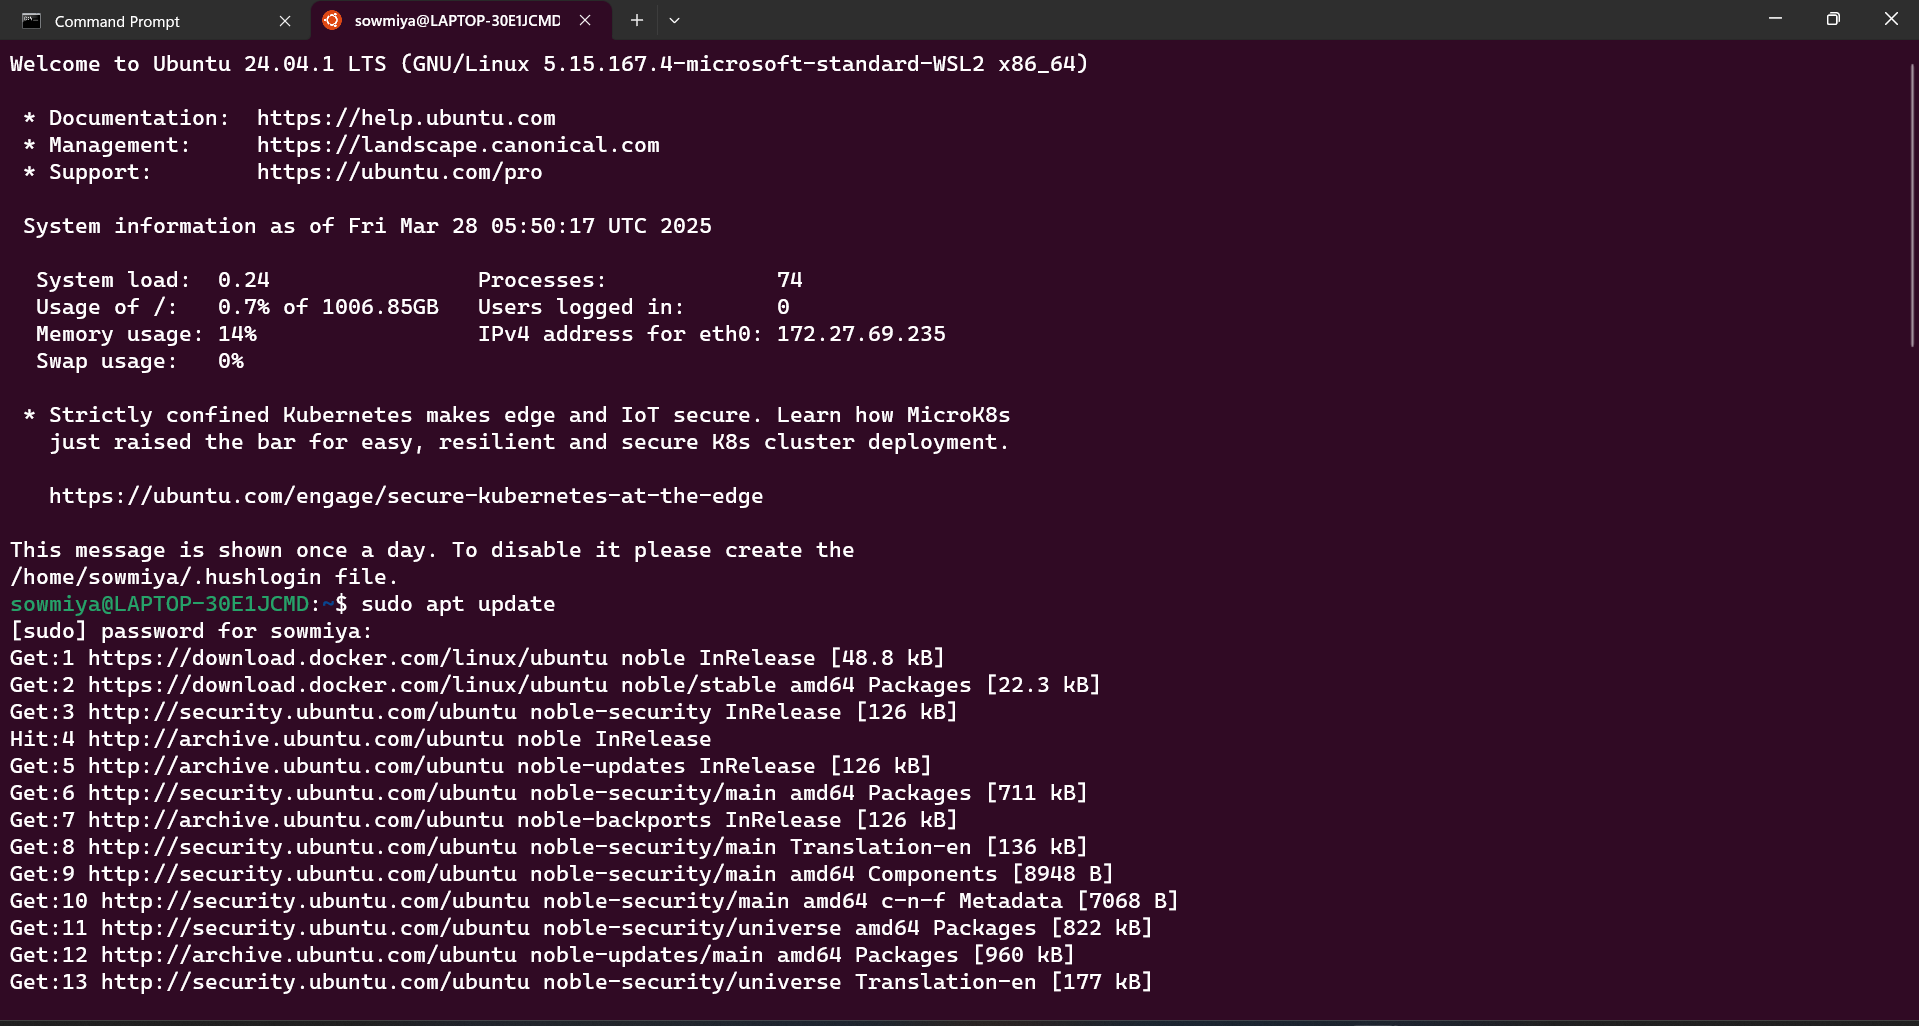 Command Prompt
sowmiya@LAPTOP-30E1JCMD
Welcome to Ubuntu 24.04.1 LTS (GNU/Linux 5.15.167.4-microsoft-standard-WSL2 x86_64)
* Documentation:  https://help.ubuntu.com
* Management:     https://landscape.canonical.com
* Support:        https://ubuntu.com/pro
System information as of Fri Mar 28 05:50:17 UTC 2025
System load:  0.24                Processes:             74
Usage of /:   0.7% of 1006.85GB   Users logged in:       0
Memory usage: 14%                 IPv4 address for eth0: 172.27.69.235
Swap usage:   0%
* Strictly confined Kubernetes makes edge and IoT secure. Learn how MicroK8s
just raised the bar for easy, resilient and secure K8s cluster deployment.
https://ubuntu.com/engage/secure-kubernetes-at-the-edge
This message is shown once a day. To disable it please create the
/home/sowmiya/.hushlogin file.
sowmiya@LAPTOP-30E1JCMD:~$ sudo apt update
[sudo] password for sowmiya:
Get:1 https://download.docker.com/linux/ubuntu noble InRelease [48.8 kB]
Get:2 https://download.docker.com/linux/ubuntu noble/stable amd64 Packages [22.3 kB]
Get:3 http://security.ubuntu.com/ubuntu noble-security InRelease [126 kB]
Hit:4 http://archive.ubuntu.com/ubuntu noble InRelease
Get:5 http://archive.ubuntu.com/ubuntu noble-updates InRelease [126 kB]
Get:6 http://security.ubuntu.com/ubuntu noble-security/main amd64 Packages [711 kB]
Get:7 http://archive.ubuntu.com/ubuntu noble-backports InRelease [126 kB]
Get:8 http://security.ubuntu.com/ubuntu noble-security/main Translation-en [136 kB]
Get:9 http://security.ubuntu.com/ubuntu noble-security/main amd64 Components [8948 B]
Get:10 http://security.ubuntu.com/ubuntu noble-security/main amd64 c-n-f Metadata [7068 B]
Get:11 http://security.ubuntu.com/ubuntu noble-security/universe amd64 Packages [822 kB]
Get:12 http://archive.ubuntu.com/ubuntu noble-updates/main amd64 Packages [960 kB]
Get:13 http://security.ubuntu.com/ubuntu noble-security/universe Translation-en [177 kB]